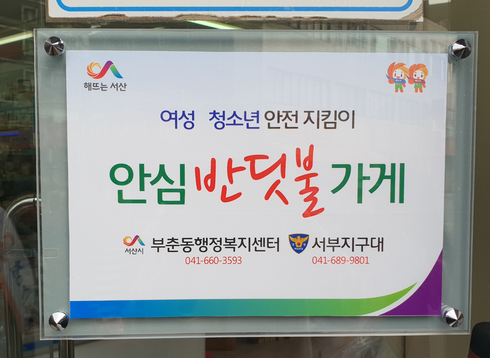 해뜨는 서산
여성 청소년 안전 지킴이
안심 반딧불 가게
서산시 부춘동행정복지센터 서부지구대
041-660-3593 041-689-9801